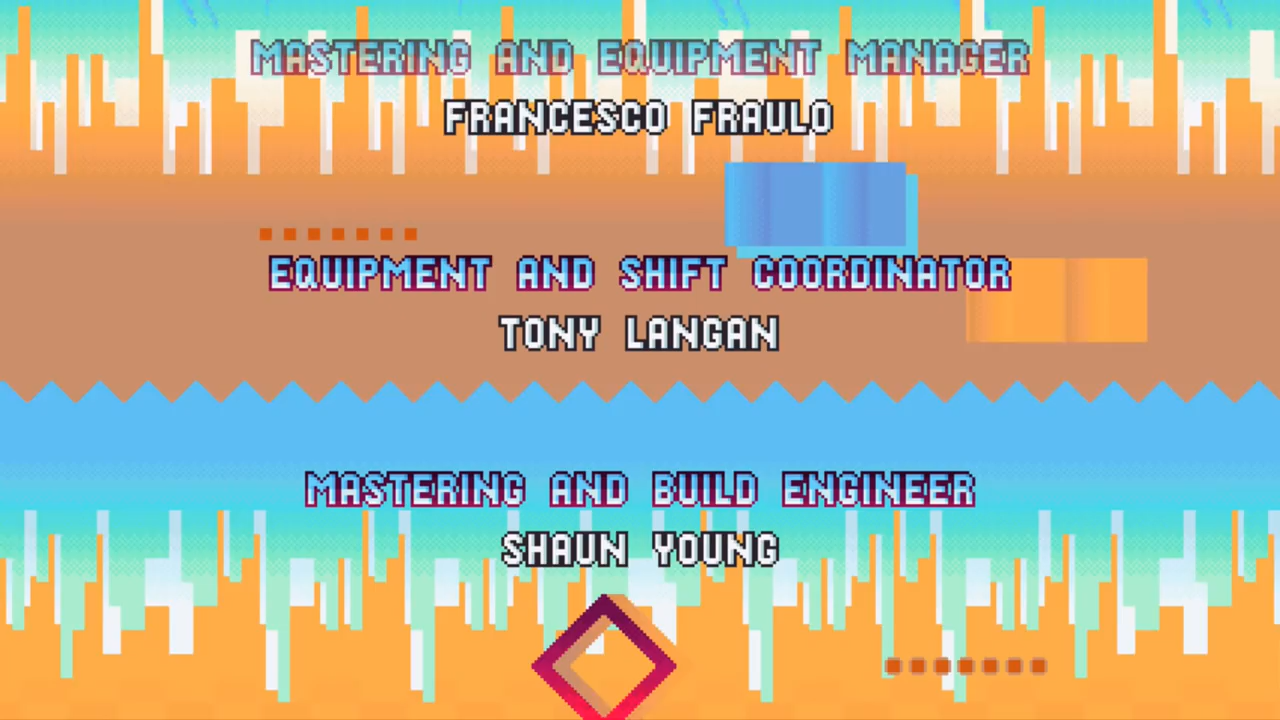 MASTERING AND EQUIPMENT MANAGER
FRANCESCO FRAULO
EQUIPMENT AND SHIFT COORDINATOR
TONY LANGAN
MASTERING AND BUILD ENGINEER
SHAUN YOUNG